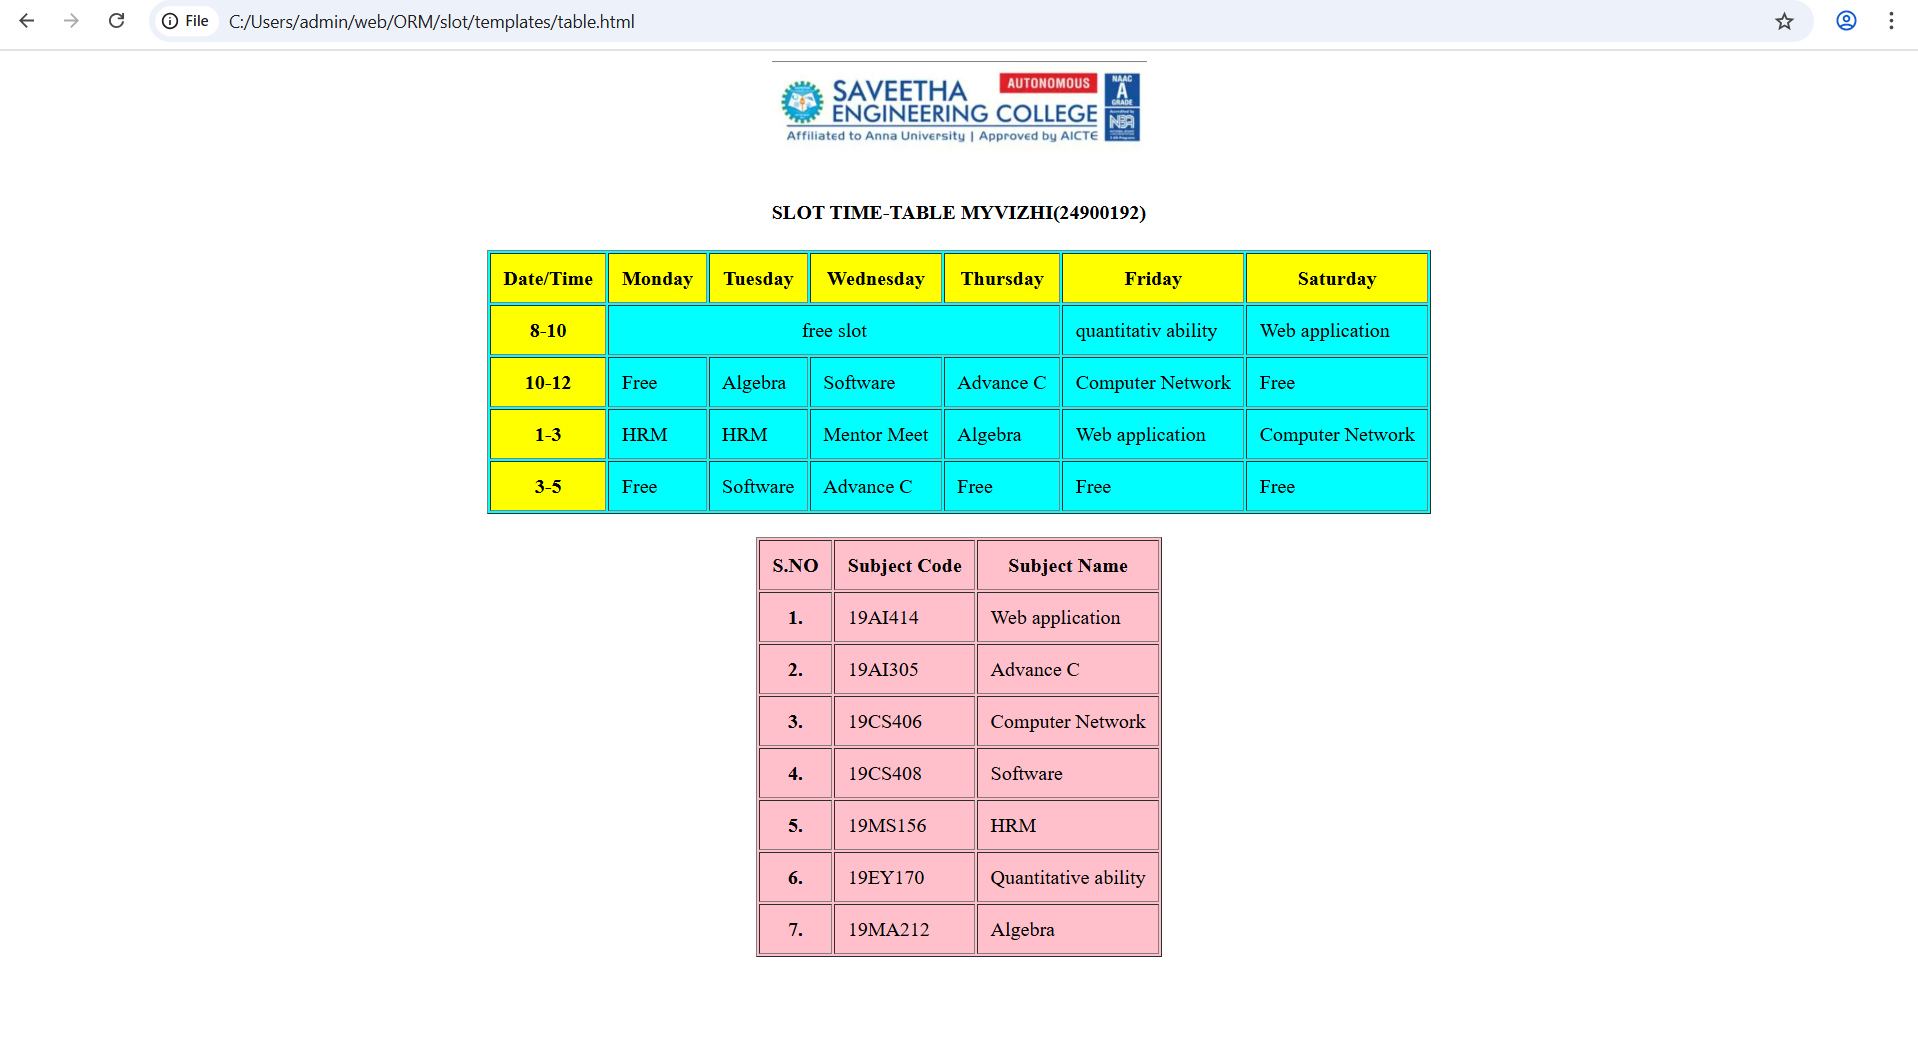 File C:/Users/admin/web/ORM/slot/templates/table.html
SAVEETHA AUTONOMOUS
ENGINEERING COLLEGE
Affiliated to Anna University | Approved by AICTE
NAAC
A
GRADE
NBA
SLOT TIME-TABLE MYVIZHI(24900192)
Date/Time Monday Tuesday Wednesday Thursday Friday Saturday
8-10 free slot quantitativ ability Web application
10-12 Free Algebra Software Advance C Computer Network Free
1-3 HRM HRM Mentor Meet Algebra Web application Computer Network
3-5 Free Software Advance C Free Free Free
S.NO Subject Code Subject Name
1. 19AI414 Web application
2. 19AI305 Advance C
3. 19CS406 Computer Network
4. 19CS408 Software
5. 19MS156 HRM
6. 19EY170 Quantitative ability
7. 19MA212 Algebra